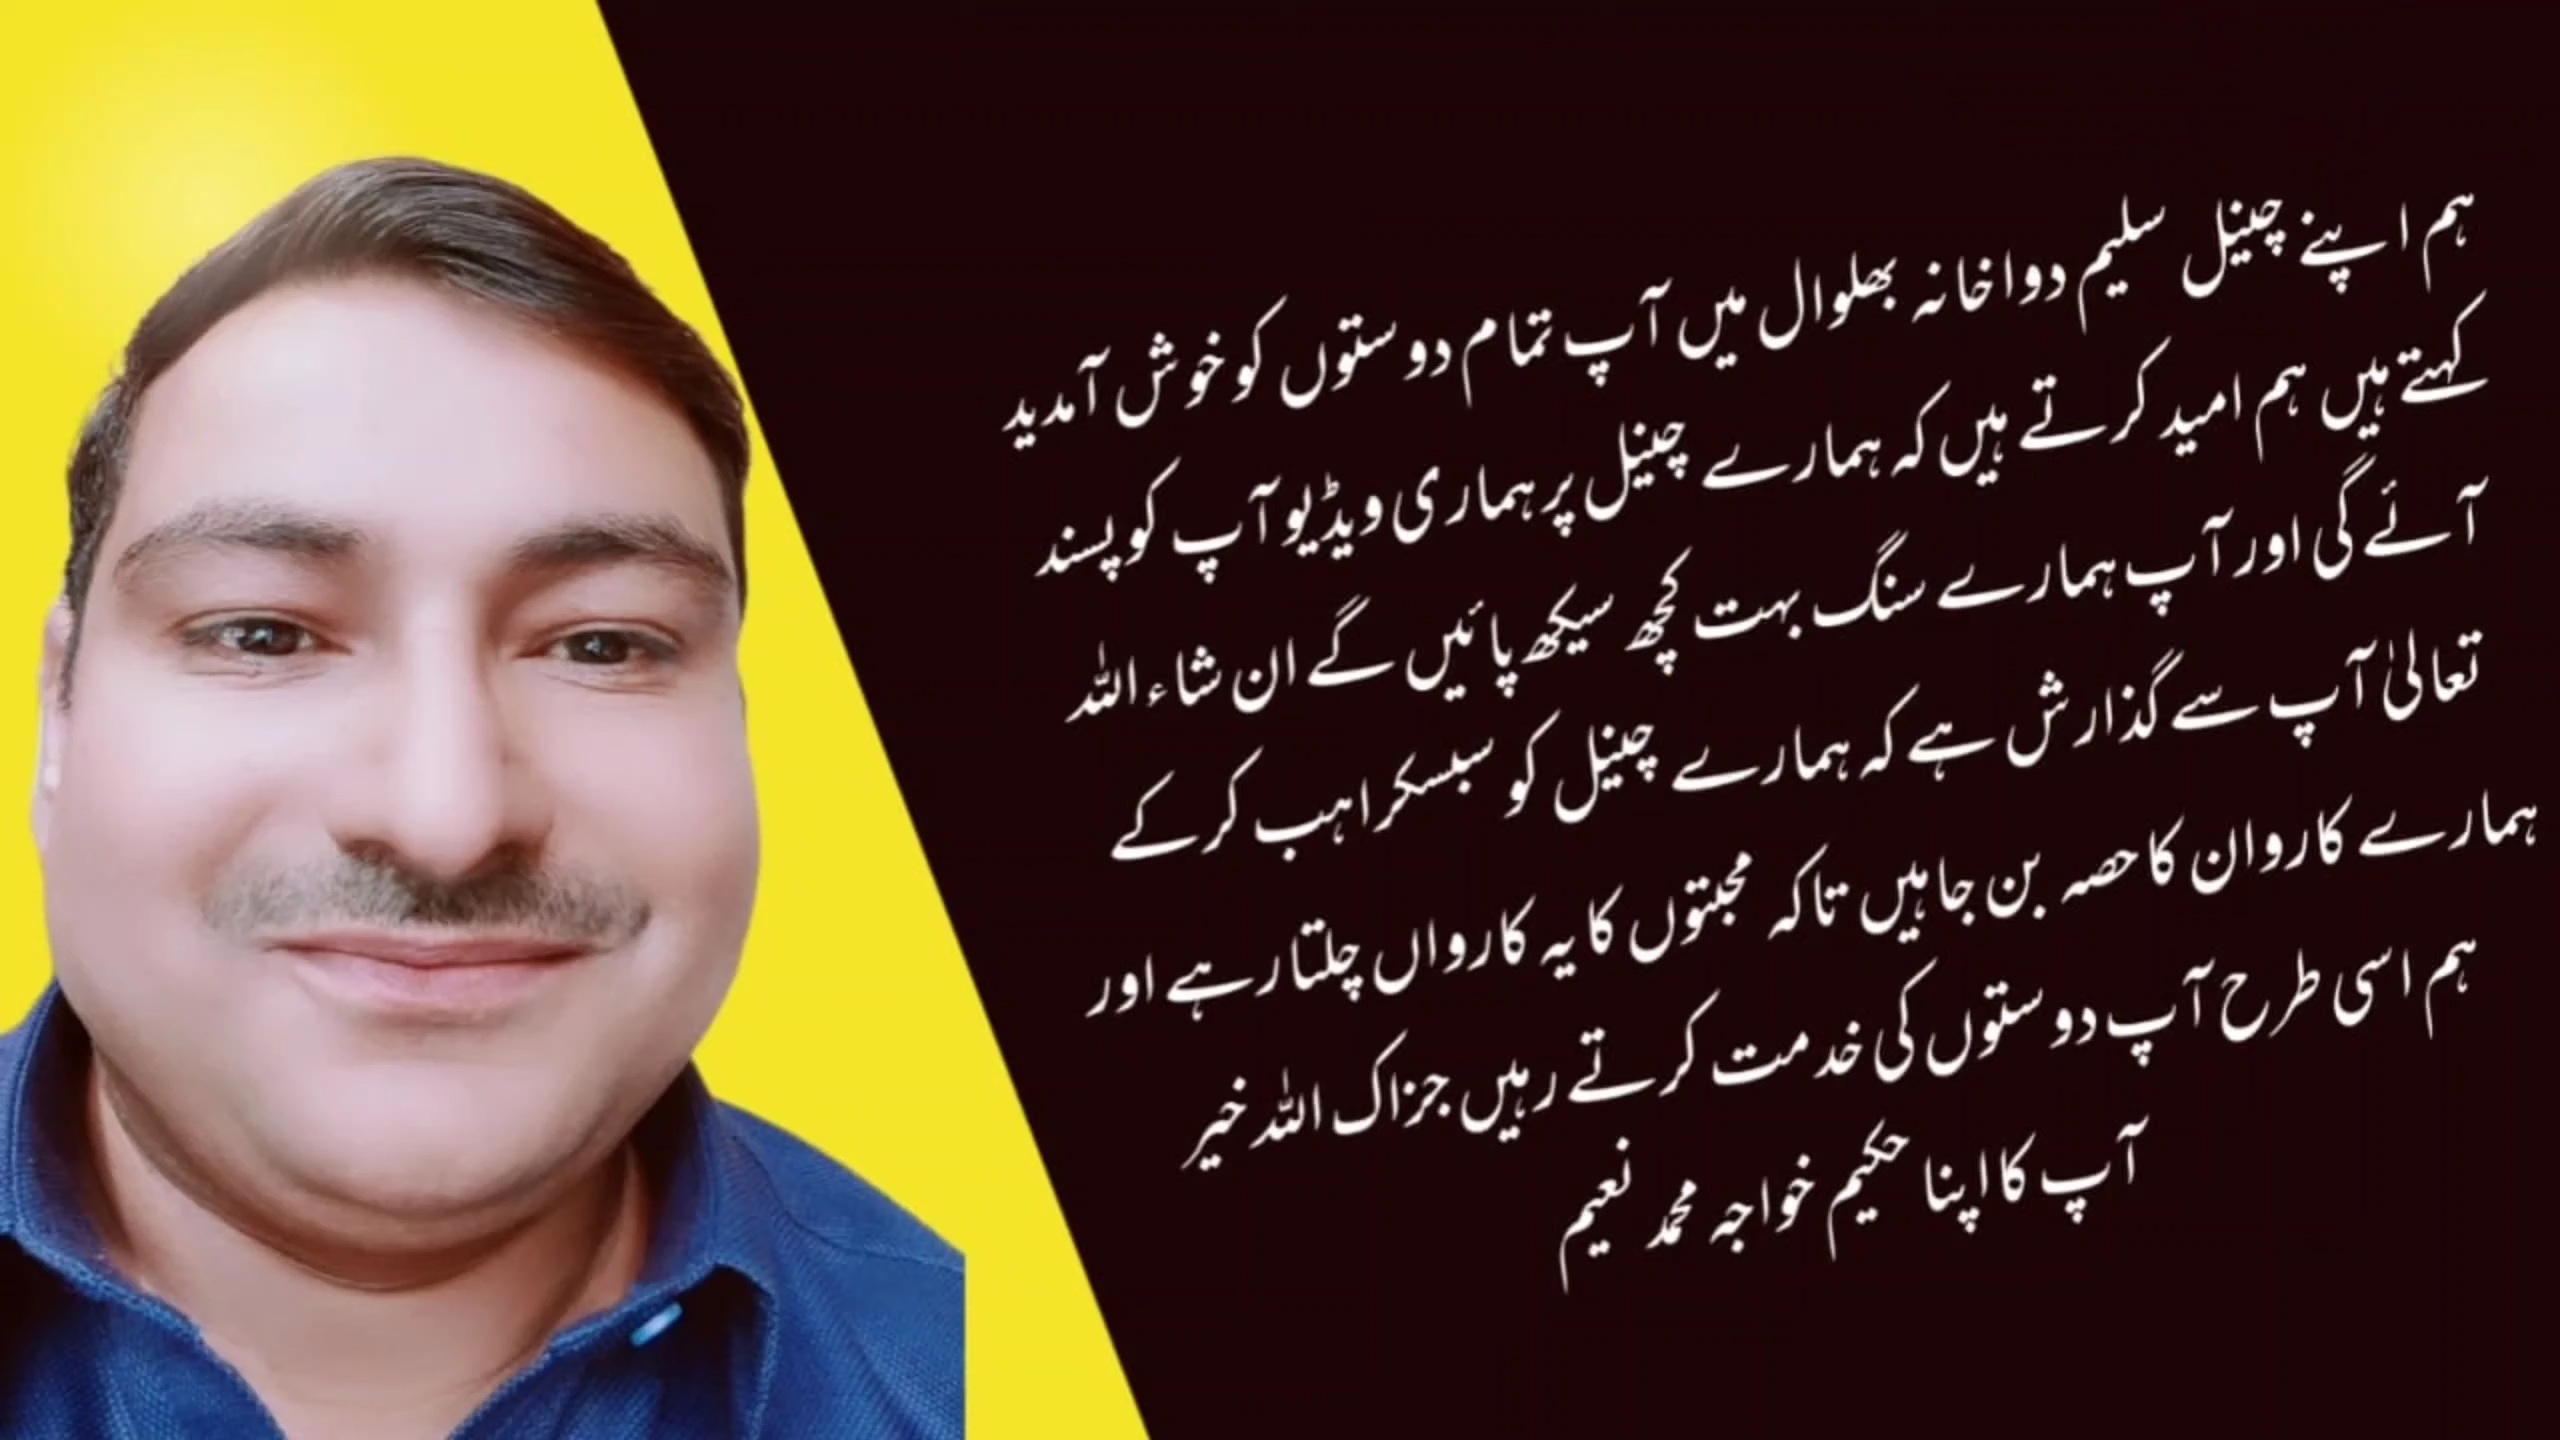 ہم اپنے چینل سلیم دواخانہ بھلوال میں آپ تمام دوستوں کو خوش آمدید
کہتے ہیں ہم امید کرتے ہیں کہ ہمارے چینل پر ہماری ویڈیو آپ کو پسند
آئے گی اور آپ ہمارے سنگ بہت کچھ سیکھ پائیں گے ان شاء اللہ
تعالیٰ آپ سے گذارش ہے کہ ہمارے چینل کو سبسکراہب کر کے
ہمارے کاروان کا حصہ بن جاہیں تاکہ محبتوں کا یہ کارواں چلتا رہے اور
ہم اسی طرح آپ دوستوں کی خدمت کرتے رہیں جزاک اللہ خیر
آپ کا اپنا حکیم خواجہ محمد نعیم